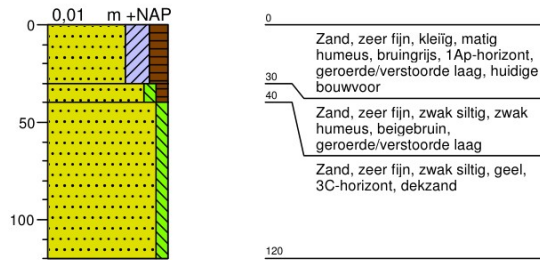 0,01 m +NAP
0
50
100
0
Zand, zeer fijn, kleiïg, matig
humeus, bruingrijs, 1Ap-horizont,
geroerde/verstoorde laag, huidige
bouwvoor
30
40
Zand, zeer fijn, zwak siltig, zwak
humeus, beigebruin,
geroerde/verstoorde laag
Zand, zeer fijn, zwak siltig, geel,
3C-horizont, dekzand
120